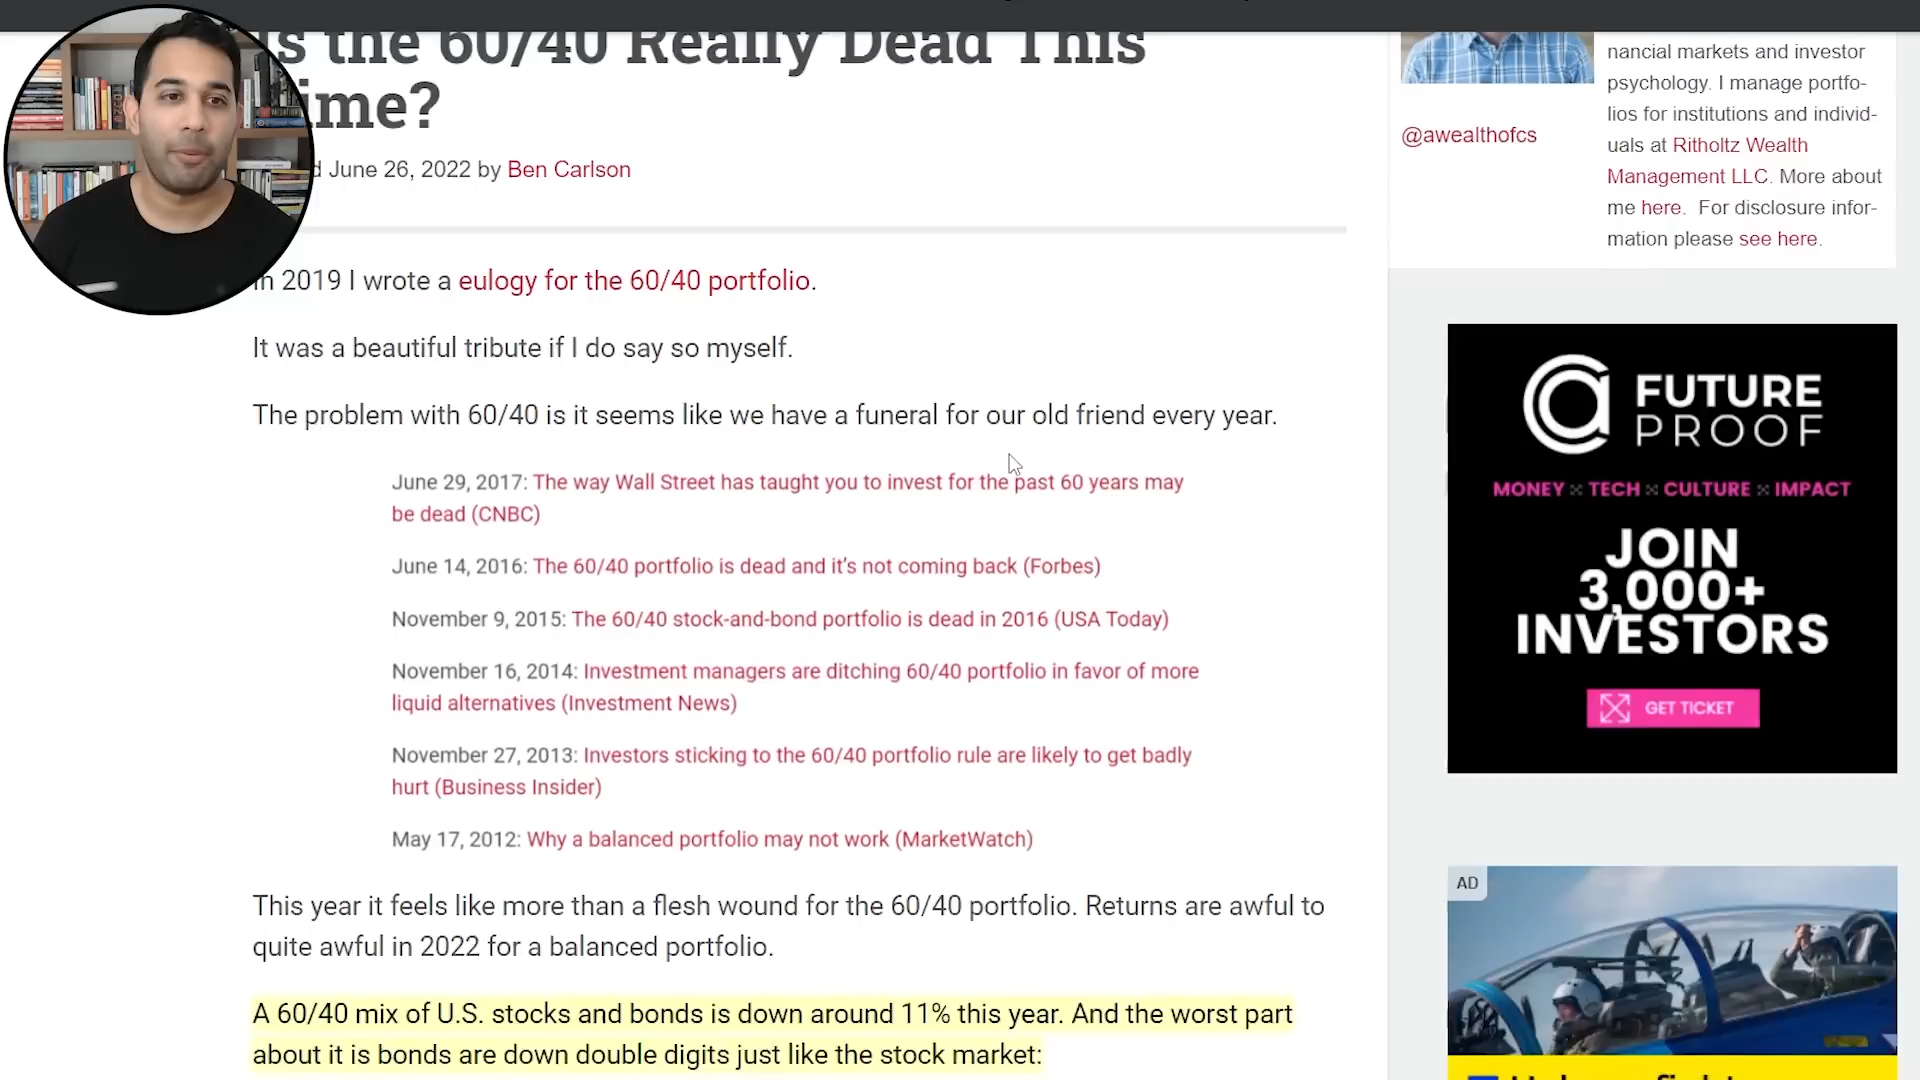 Is the 60/40 Really Dead This
ime?
June 26, 2022 by Ben Carlson
In 2019 I wrote a eulogy for the 60/40 portfolio.
It was a beautiful tribute if I do say so myself.
The problem with 60/40 is it seems like we have a funeral for our old friend every year.
June 29, 2017: The way Wall Street has taught you to invest for the past 60 years may
be dead (CNBC)
June 14, 2016: The 60/40 portfolio is dead and it's not coming back (Forbes)
November 9, 2015: The 60/40 stock-and-bond portfolio is dead in 2016 (USA Today)
November 16, 2014: Investment managers are ditching 60/40 portfolio in favor of more
liquid alternatives (Investment News)
November 27, 2013: Investors sticking to the 60/40 portfolio rule are likely to get badly
hurt (Business Insider)
May 17, 2012: Why a balanced portfolio may not work (MarketWatch)
This year it feels like more than a flesh wound for the 60/40 portfolio. Returns are awful to
quite awful in 2022 for a balanced portfolio.
A 60/40 mix of U.S. stocks and bonds is down around 11% this year. And the worst part
about it is bonds are down double digits just like the stock market:
@awealthofcs
nancial markets and investor
psychology. I manage portfo-
lios for institutions and individ-
uals at Ritholtz Wealth
Management LLC. More about
me here. For disclosure infor-
mation please see here.
FUTURE
PROOF
MONEY TECH CULTURE IMPACT
JOIN
3,000+
INVESTORS
GET TICKET
AD